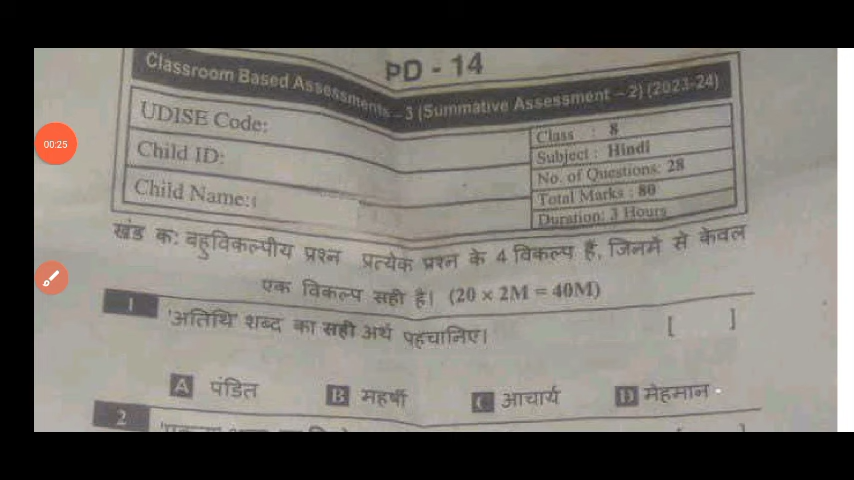 PD - 14
Classroom Based Assessments - 3 (Summative Assessment - 2) (2023-24)
UDISE Code:
Child ID:
Child Name:
Class : 8
Subject : Hindi
No. of Questions: 28
Total Marks : 80
Duration: 3 Hours
खंड क: बहुविकल्पीय प्रश्न प्रत्येक प्रश्न के 4 विकल्प हैं, जिनमें से केवल
एक विकल्प सही है। (20 × 2M = 40M)
1 'अतिथि' शब्द का सही अर्थ पहचानिए। [ ]
A पंडित B महर्षी C आचार्य D मेहमान
2
00:25